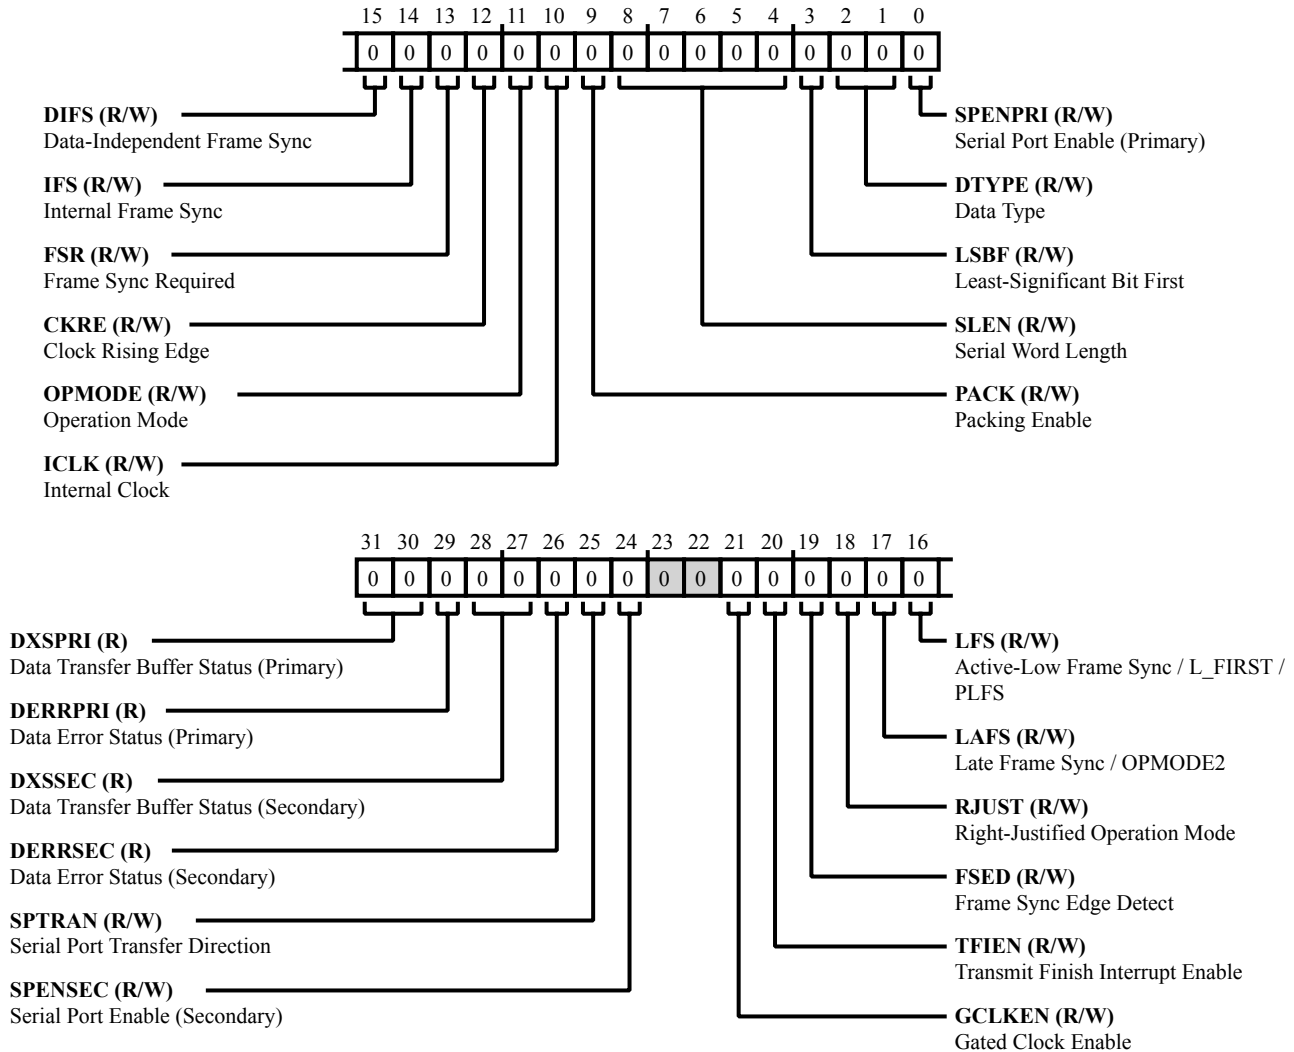 15 14 13 12 11 10 9 8 7 6 5 4 3 2 1 0
0 0 0 0 0 0 0 0 0 0 0 0 0 0 0 0
DIFS (R/W)
Data-Independent Frame Sync
IFS (R/W)
Internal Frame Sync
FSR (R/W)
Frame Sync Required
CKRE (R/W)
Clock Rising Edge
OPMODE (R/W)
Operation Mode
ICLK (R/W)
Internal Clock
SPENPRI (R/W)
Serial Port Enable (Primary)
DTYPE (R/W)
Data Type
LSBF (R/W)
Least-Significant Bit First
SLEN (R/W)
Serial Word Length
PACK (R/W)
Packing Enable
31 30 29 28 27 26 25 24 23 22 21 20 19 18 17 16
0 0 0 0 0 0 0 0 0 0 0 0 0 0 0 0
DXSPRI (R)
Data Transfer Buffer Status (Primary)
DERRPRI (R)
Data Error Status (Primary)
DXSSEC (R)
Data Transfer Buffer Status (Secondary)
DERRSEC (R)
Data Error Status (Secondary)
SPTRAN (R/W)
Serial Port Transfer Direction
SPENSEC (R/W)
Serial Port Enable (Secondary)
LFS (R/W)
Active-Low Frame Sync / L_FIRST /
PLFS
LAFS (R/W)
Late Frame Sync / OPMODE2
RJUST (R/W)
Right-Justified Operation Mode
FSED (R/W)
Frame Sync Edge Detect
TFIEN (R/W)
Transmit Finish Interrupt Enable
GCLKEN (R/W)
Gated Clock Enable